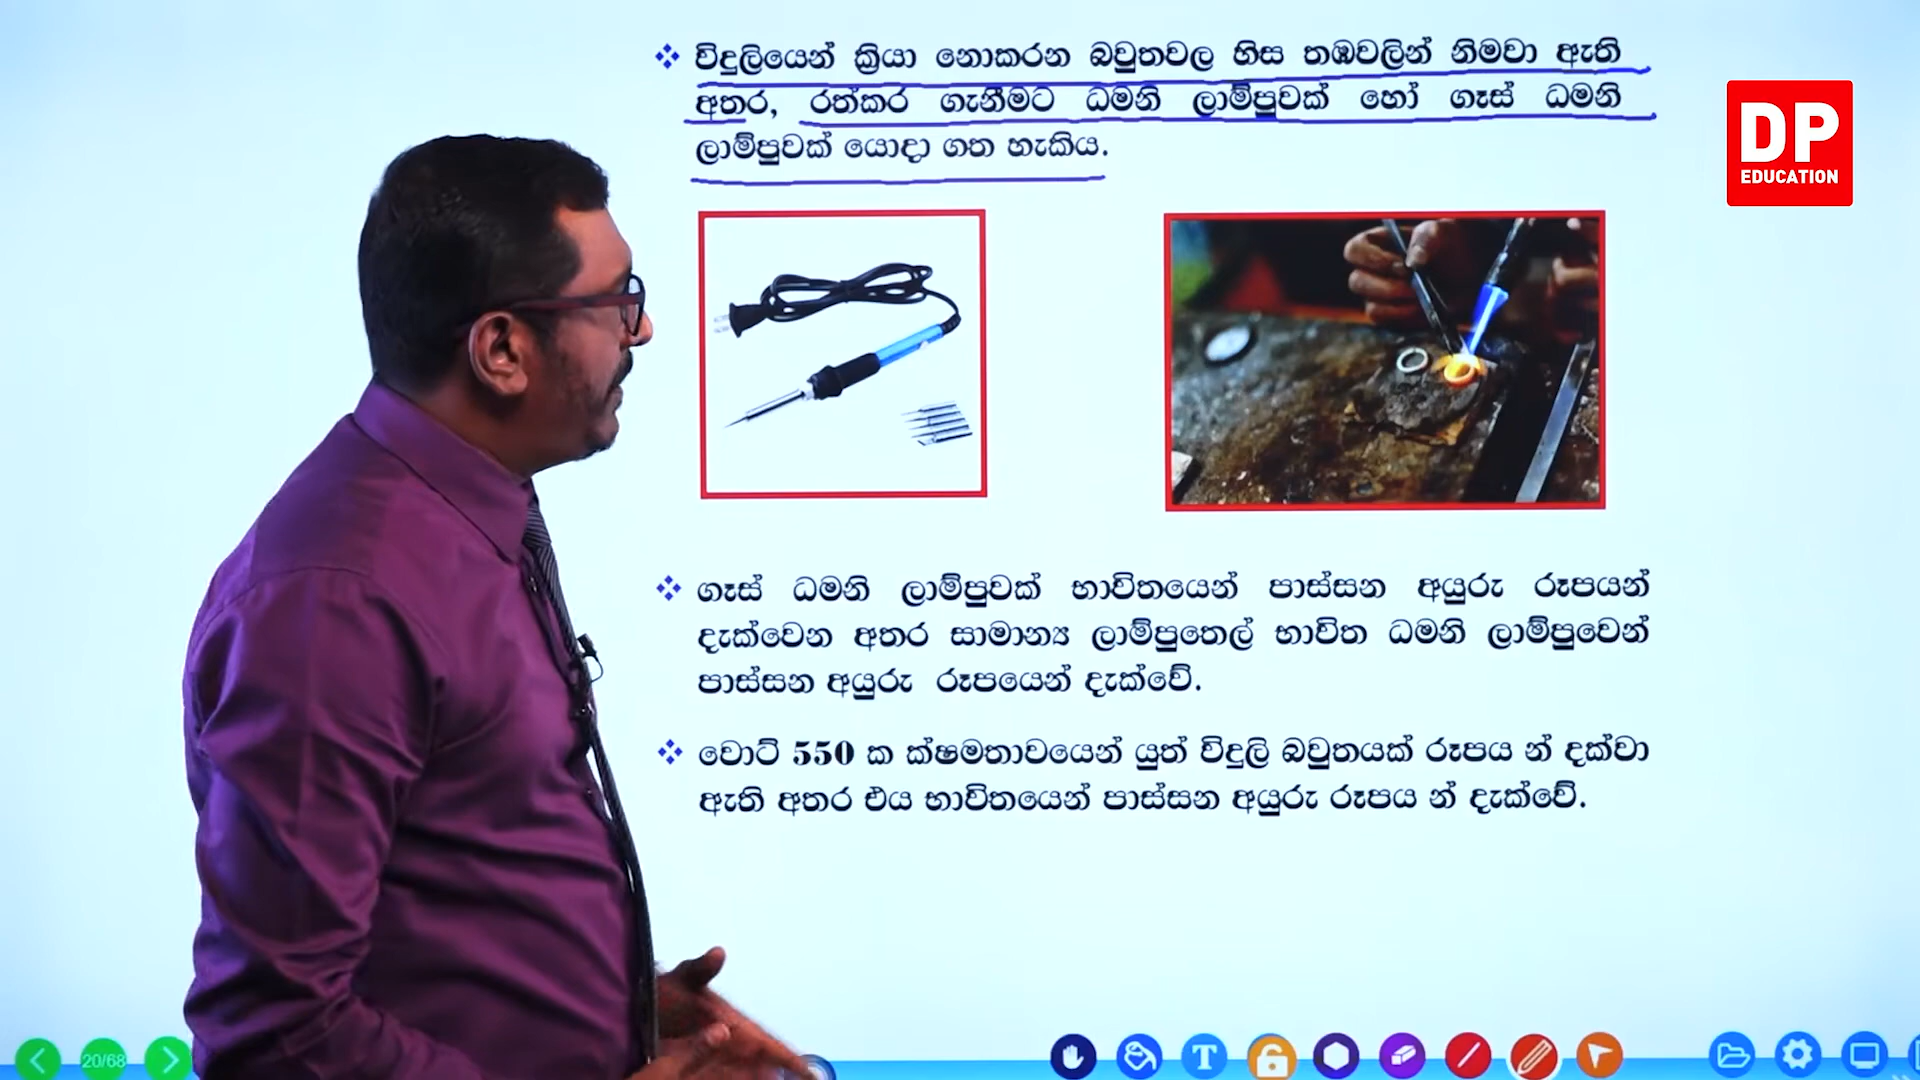 විදුලියෙන් ක්‍රියා නොකරන බවුතවල හිස තඹවලින් නිමවා ඇති
අතර, රත්කර ගැනීමට ධමනි ලාම්පුවක් හෝ ගෑස් ධමනි
ලාම්පුවක් යොදා ගත හැකිය.
DP
EDUCATION
ගෑස් ධමනි ලාම්පුවක් භාවිතයෙන් පාස්සන අයුරු රූපයන්
දැක්වෙන අතර සාමාන්‍ය ලාම්පුතෙල් භාවිත ධමනි ලාම්පුවෙන්
පාස්සන අයුරු රූපයෙන් දැක්වේ.
වොට් 550 ක ක්ෂමතාවයෙන් යුත් විදුලි බවුතයක් රූපය න් දක්වා
ඇති අතර එය භාවිතයෙන් පාස්සන අයුරු රූපය න් දැක්වේ.
20/68
T